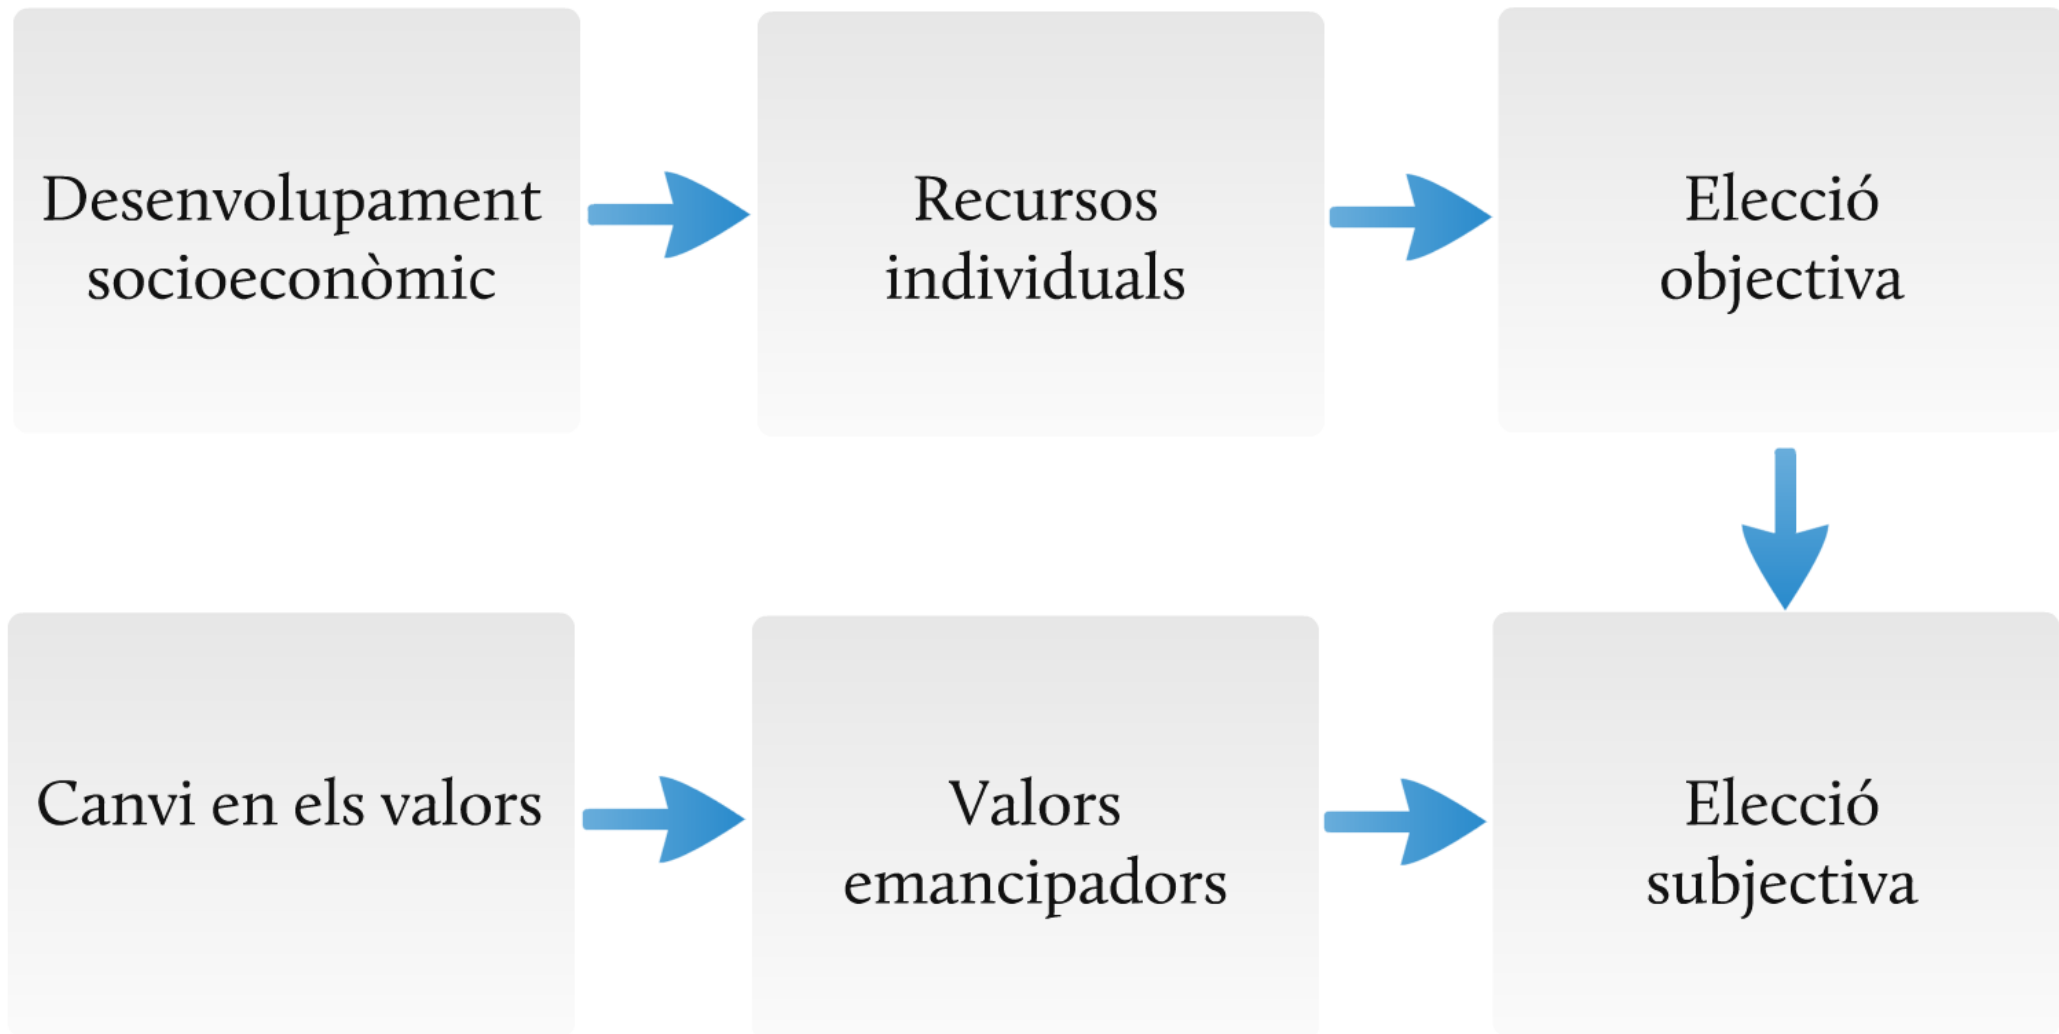 Desenvolupament
socioeconòmic
Recursos
individuals
Elecció
objectiva
Canvi en els valors
Valors
emancipadors
Elecció
subjectiva